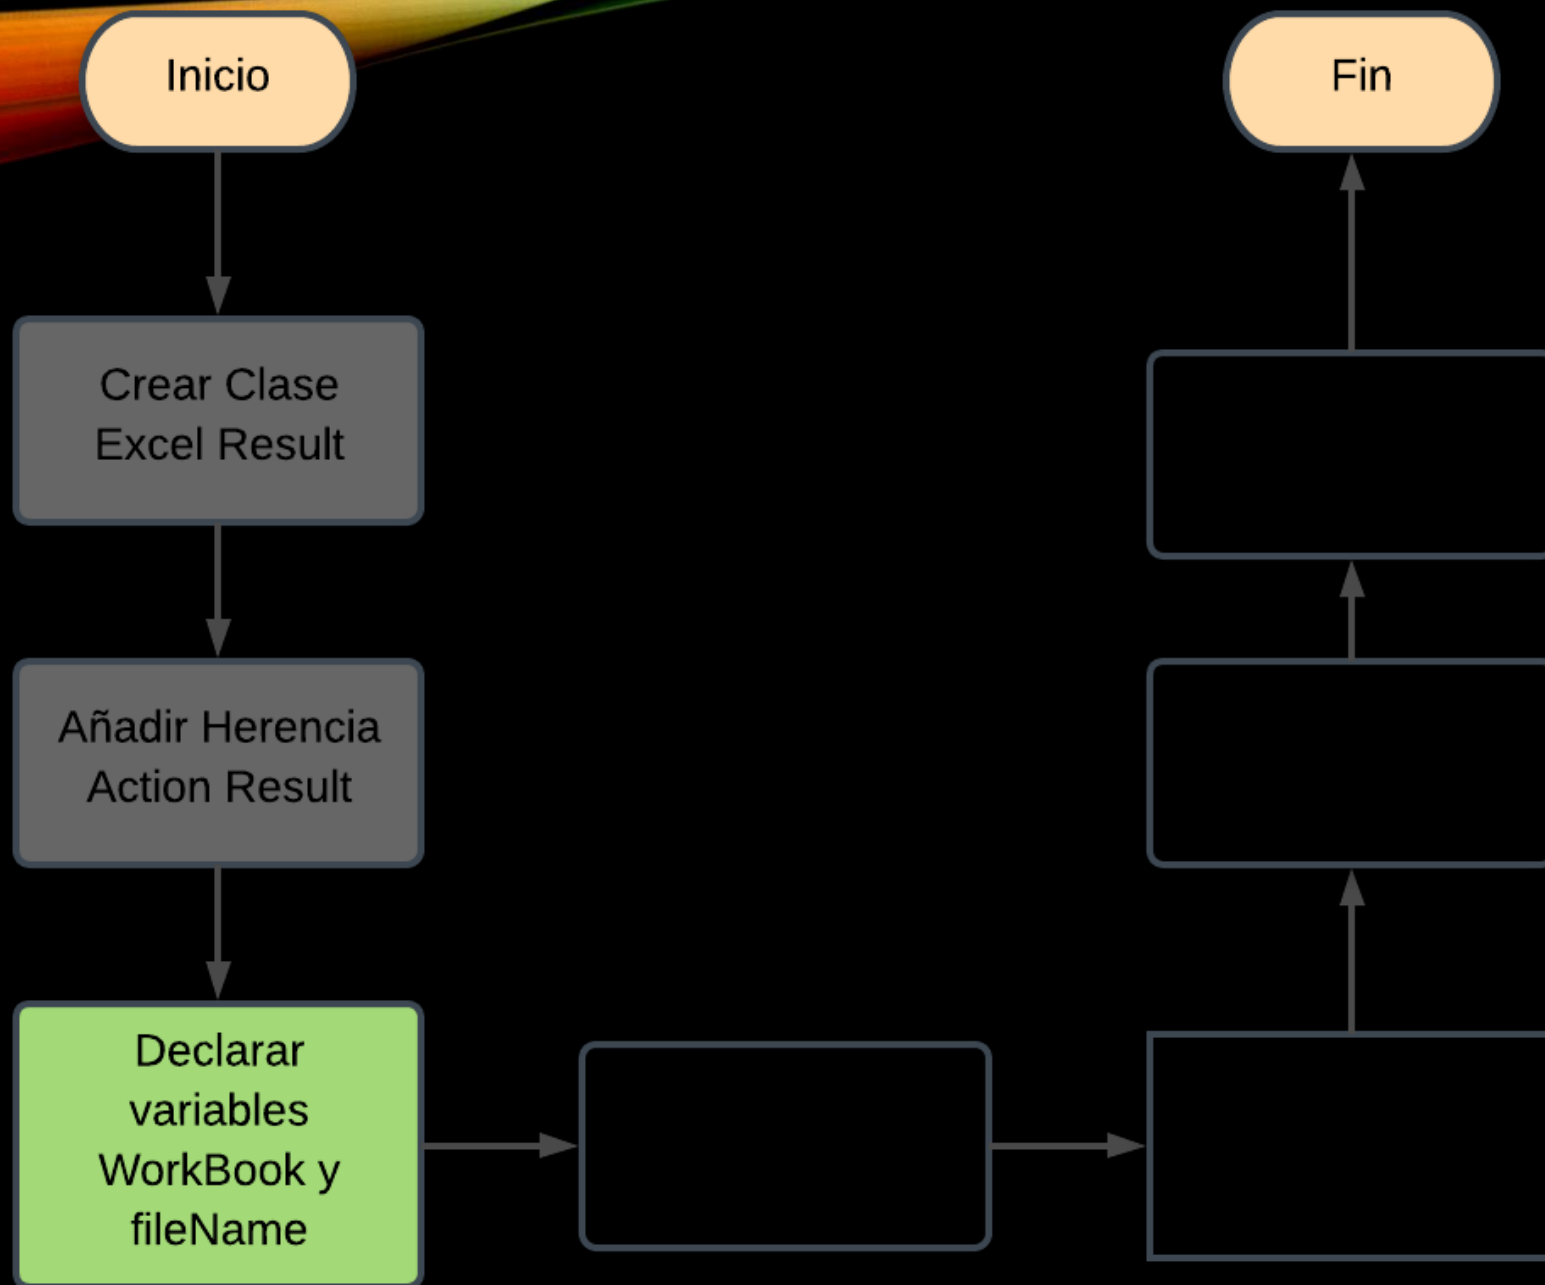 Inicio
Fin
Crear Clase
Excel Result
Añadir Herencia
Action Result
Declarar
variables
WorkBook y
fileName